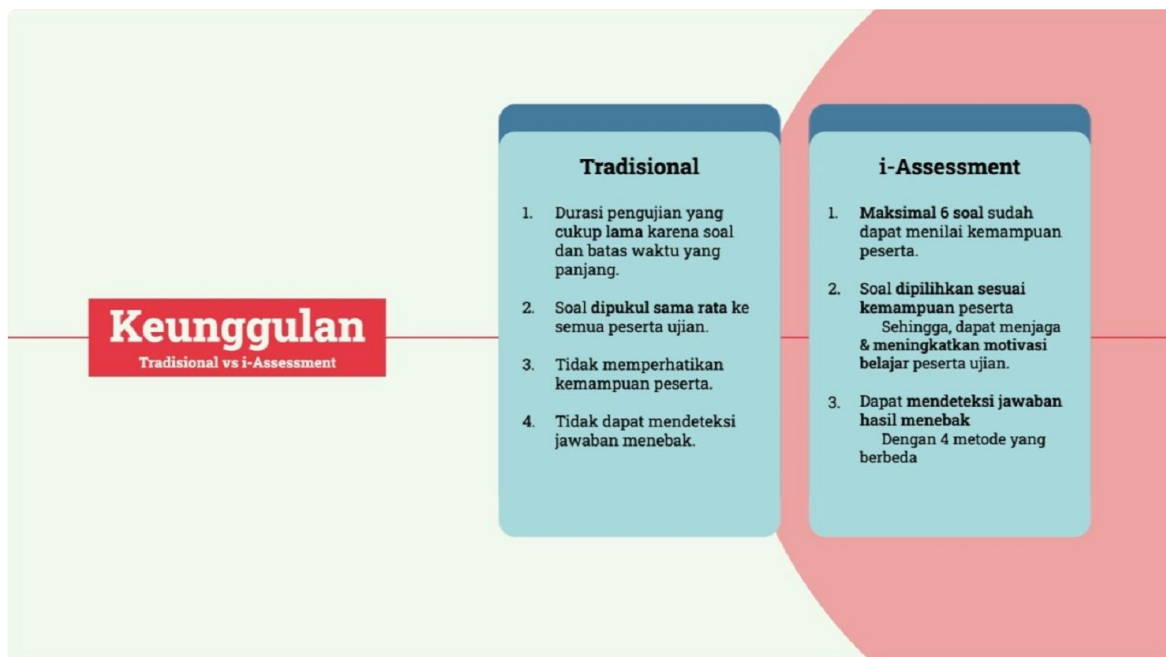 Keunggulan
Tradisional vs i-Assessment
Tradisional
1. Durasi pengujian yang
cukup lama karena soal
dan batas waktu yang
panjang.
2. Soal dipukul sama rata ke
semua peserta ujian.
3. Tidak memperhatikan
kemampuan peserta.
4. Tidak dapat mendeteksi
jawaban menebak.
i-Assessment
1. Maksimal 6 soal sudah
dapat menilai kemampuan
peserta.
2. Soal dipilihkan sesuai
kemampuan peserta
Sehingga, dapat menjaga
& meningkatkan motivasi
belajar peserta ujian.
3. Dapat mendeteksi jawaban
hasil menebak
Dengan 4 metode yang
berbeda